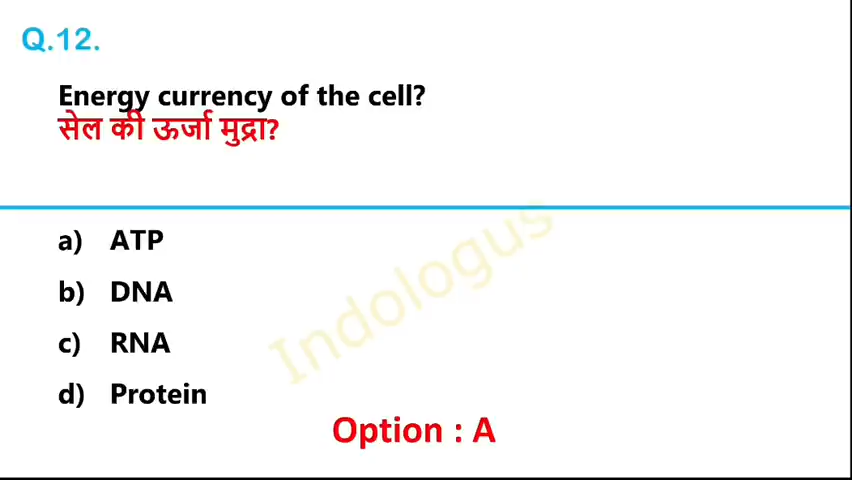 Q.12.
Energy currency of the cell?
सेल की ऊर्जा मुद्रा?
a) ATP
b) DNA
c) RNA
d) Protein
Indologus
Option : A